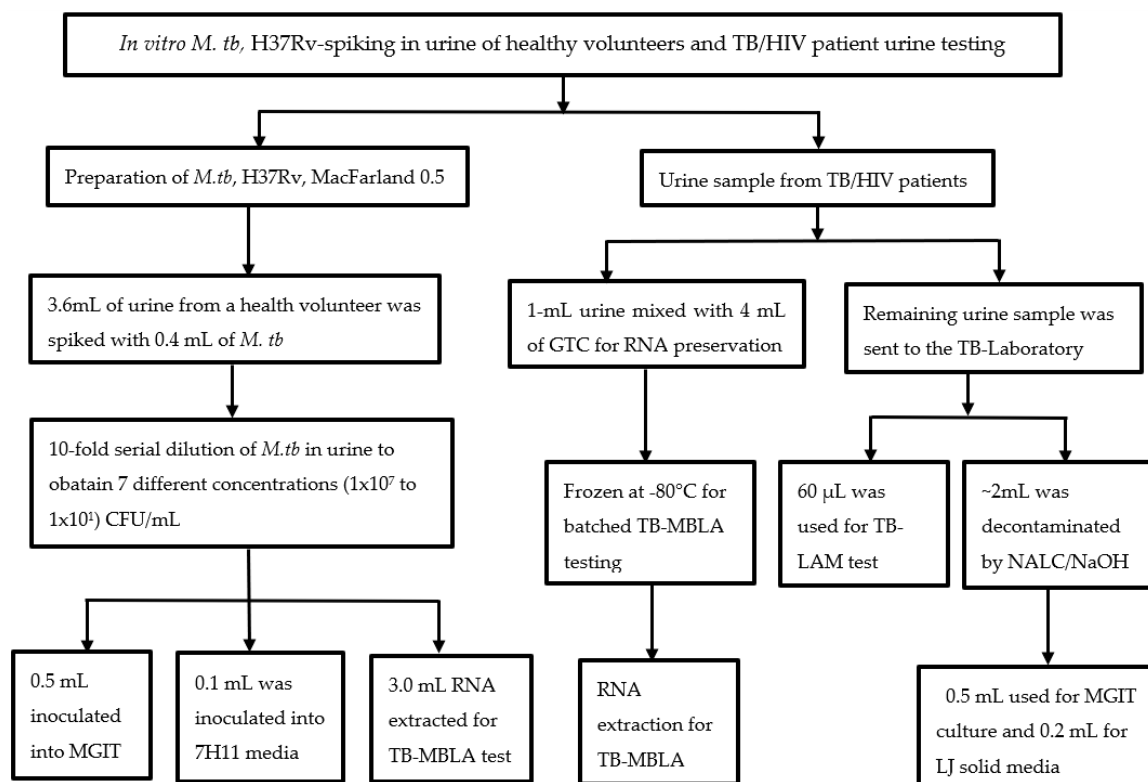 In vitro M. tb, H37Rv-spiking in urine of healthy volunteers and TB/HIV patient urine testing
Preparation of M.tb, H37Rv, MacFarland 0.5
Urine sample from TB/HIV patients
3.6mL of urine from a health volunteer was
spiked with 0.4 mL of M. tb
1-mL urine mixed with 4 mL
of GTC for RNA preservation
Remaining urine sample was
sent to the TB-Laboratory
10-fold serial dilution of M.tb in urine to
obatain 7 different concentrations (1x10⁷ to
1x10¹) CFU/mL
Frozen at -80°C for
batched TB-MBLA
testing
60 µL was
used for TB-
LAM test
~2mL was
decontaminated
by NALC/NaOH
0.5 mL
inoculated
into MGIT
0.1 mL was
inoculated into
7H11 media
3.0 mL RNA
extracted for
TB-MBLA test
RNA
extraction for
TB-MBLA
0.5 mL used for MGIT
culture and 0.2 mL for
LJ solid media